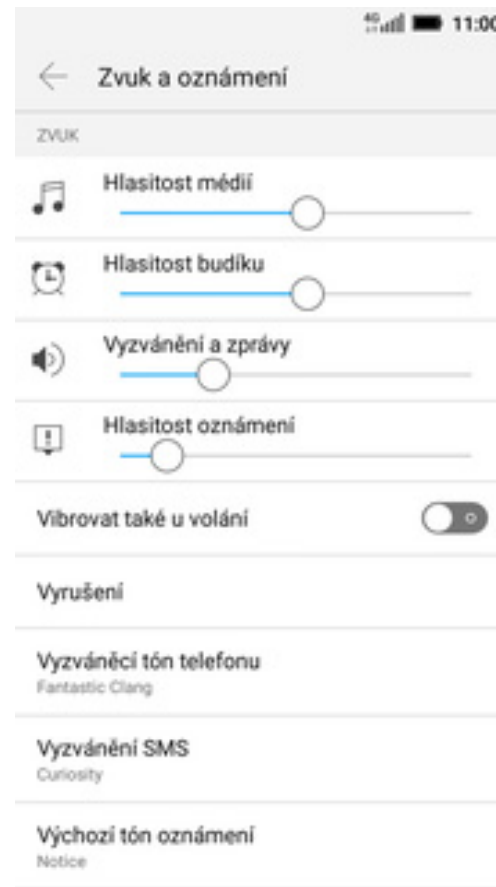 4G 11:00
Zvuk a oznámení
ZVUK
Hlasitost médií
Hlasitost budíku
Vyzvánění a zprávy
Hlasitost oznámení
Vibrovat také u volání
Vyrušení
Vyzváněcí tón telefonu
Fantastic Clang
Vyzvánění SMS
Curiosity
Výchozí tón oznámení
Notice